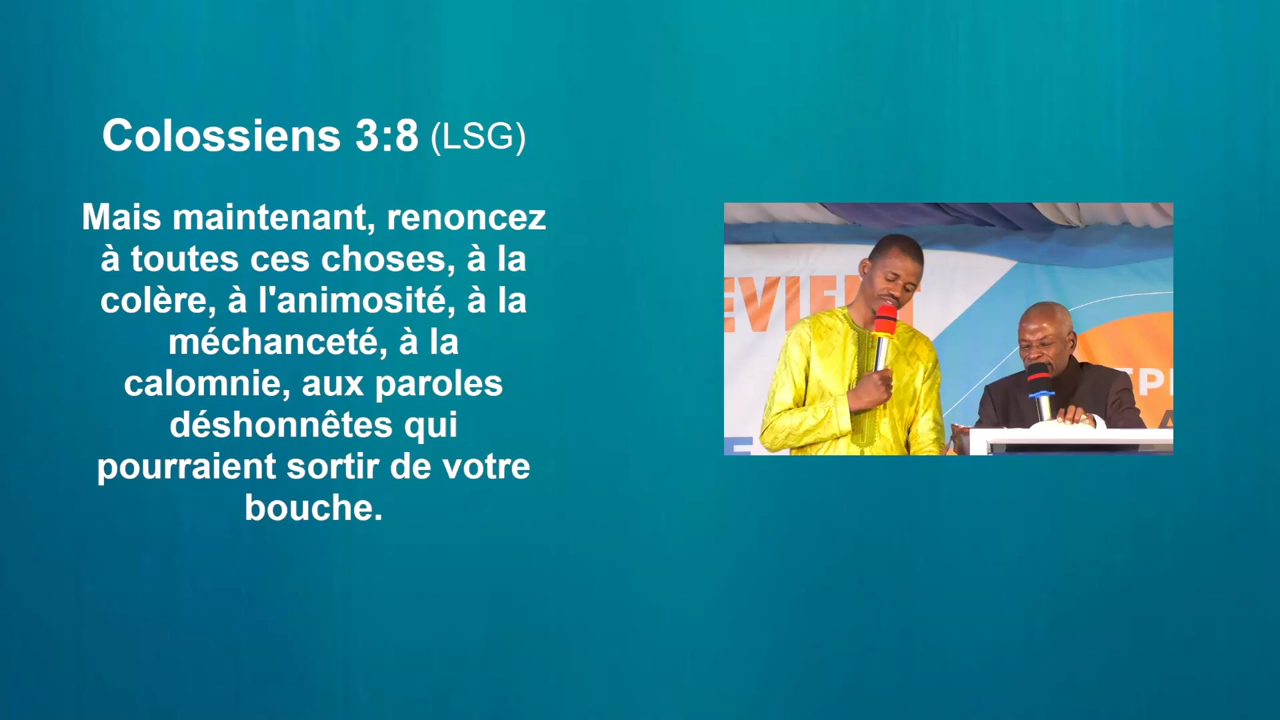 Colossiens 3:8 (LSG)
Mais maintenant, renoncez
à toutes ces choses, à la
colère, à l'animosité, à la
méchanceté, à la
calomnie, aux paroles
déshonnêtes qui
pourraient sortir de votre
bouche.